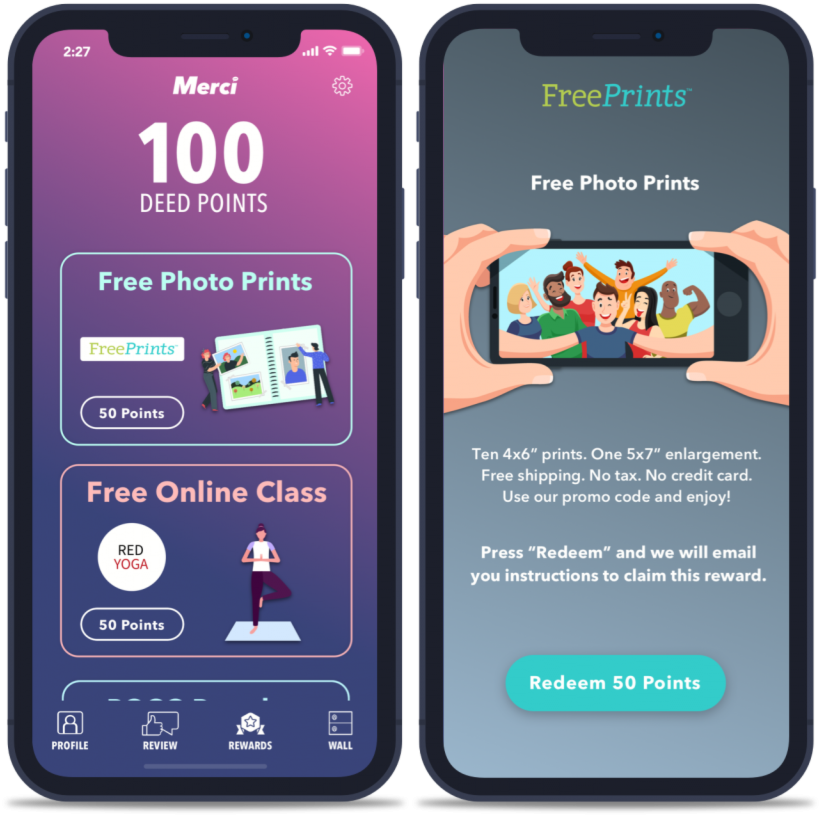 2:27
Merci
100
DEED POINTS
Free Photo Prints
FreePrints™
50 Points
Free Online Class
RED
YOGA
50 Points
PROFILE
REVIEW
REWARDS
WALL
FreePrints™
Free Photo Prints
Ten 4x6” prints. One 5x7” enlargement.
Free shipping. No tax. No credit card.
Use our promo code and enjoy!
Press “Redeem” and we will email
you instructions to claim this reward.
Redeem 50 Points